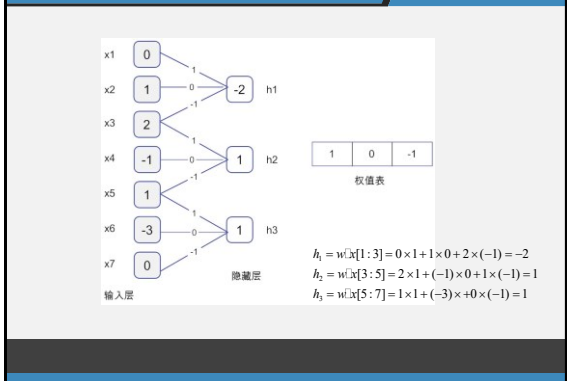 x1 0
1
x2 1 0 -2 h1
-1
x3 2
1
x4 -1 0 1 h2
-1
x5 1
1
x6 -3 0 1 h3
-1
x7 0
输入层
隐藏层
1 0 -1
权值表
h₁ = w□x[1:3] = 0×1+1×0+2×(−1) = −2
h₂ = w□x[3:5] = 2×1+(−1)×0+1×(−1) = 1
h₃ = w□x[5:7] = 1×1+(−3)×+0×(−1) = 1